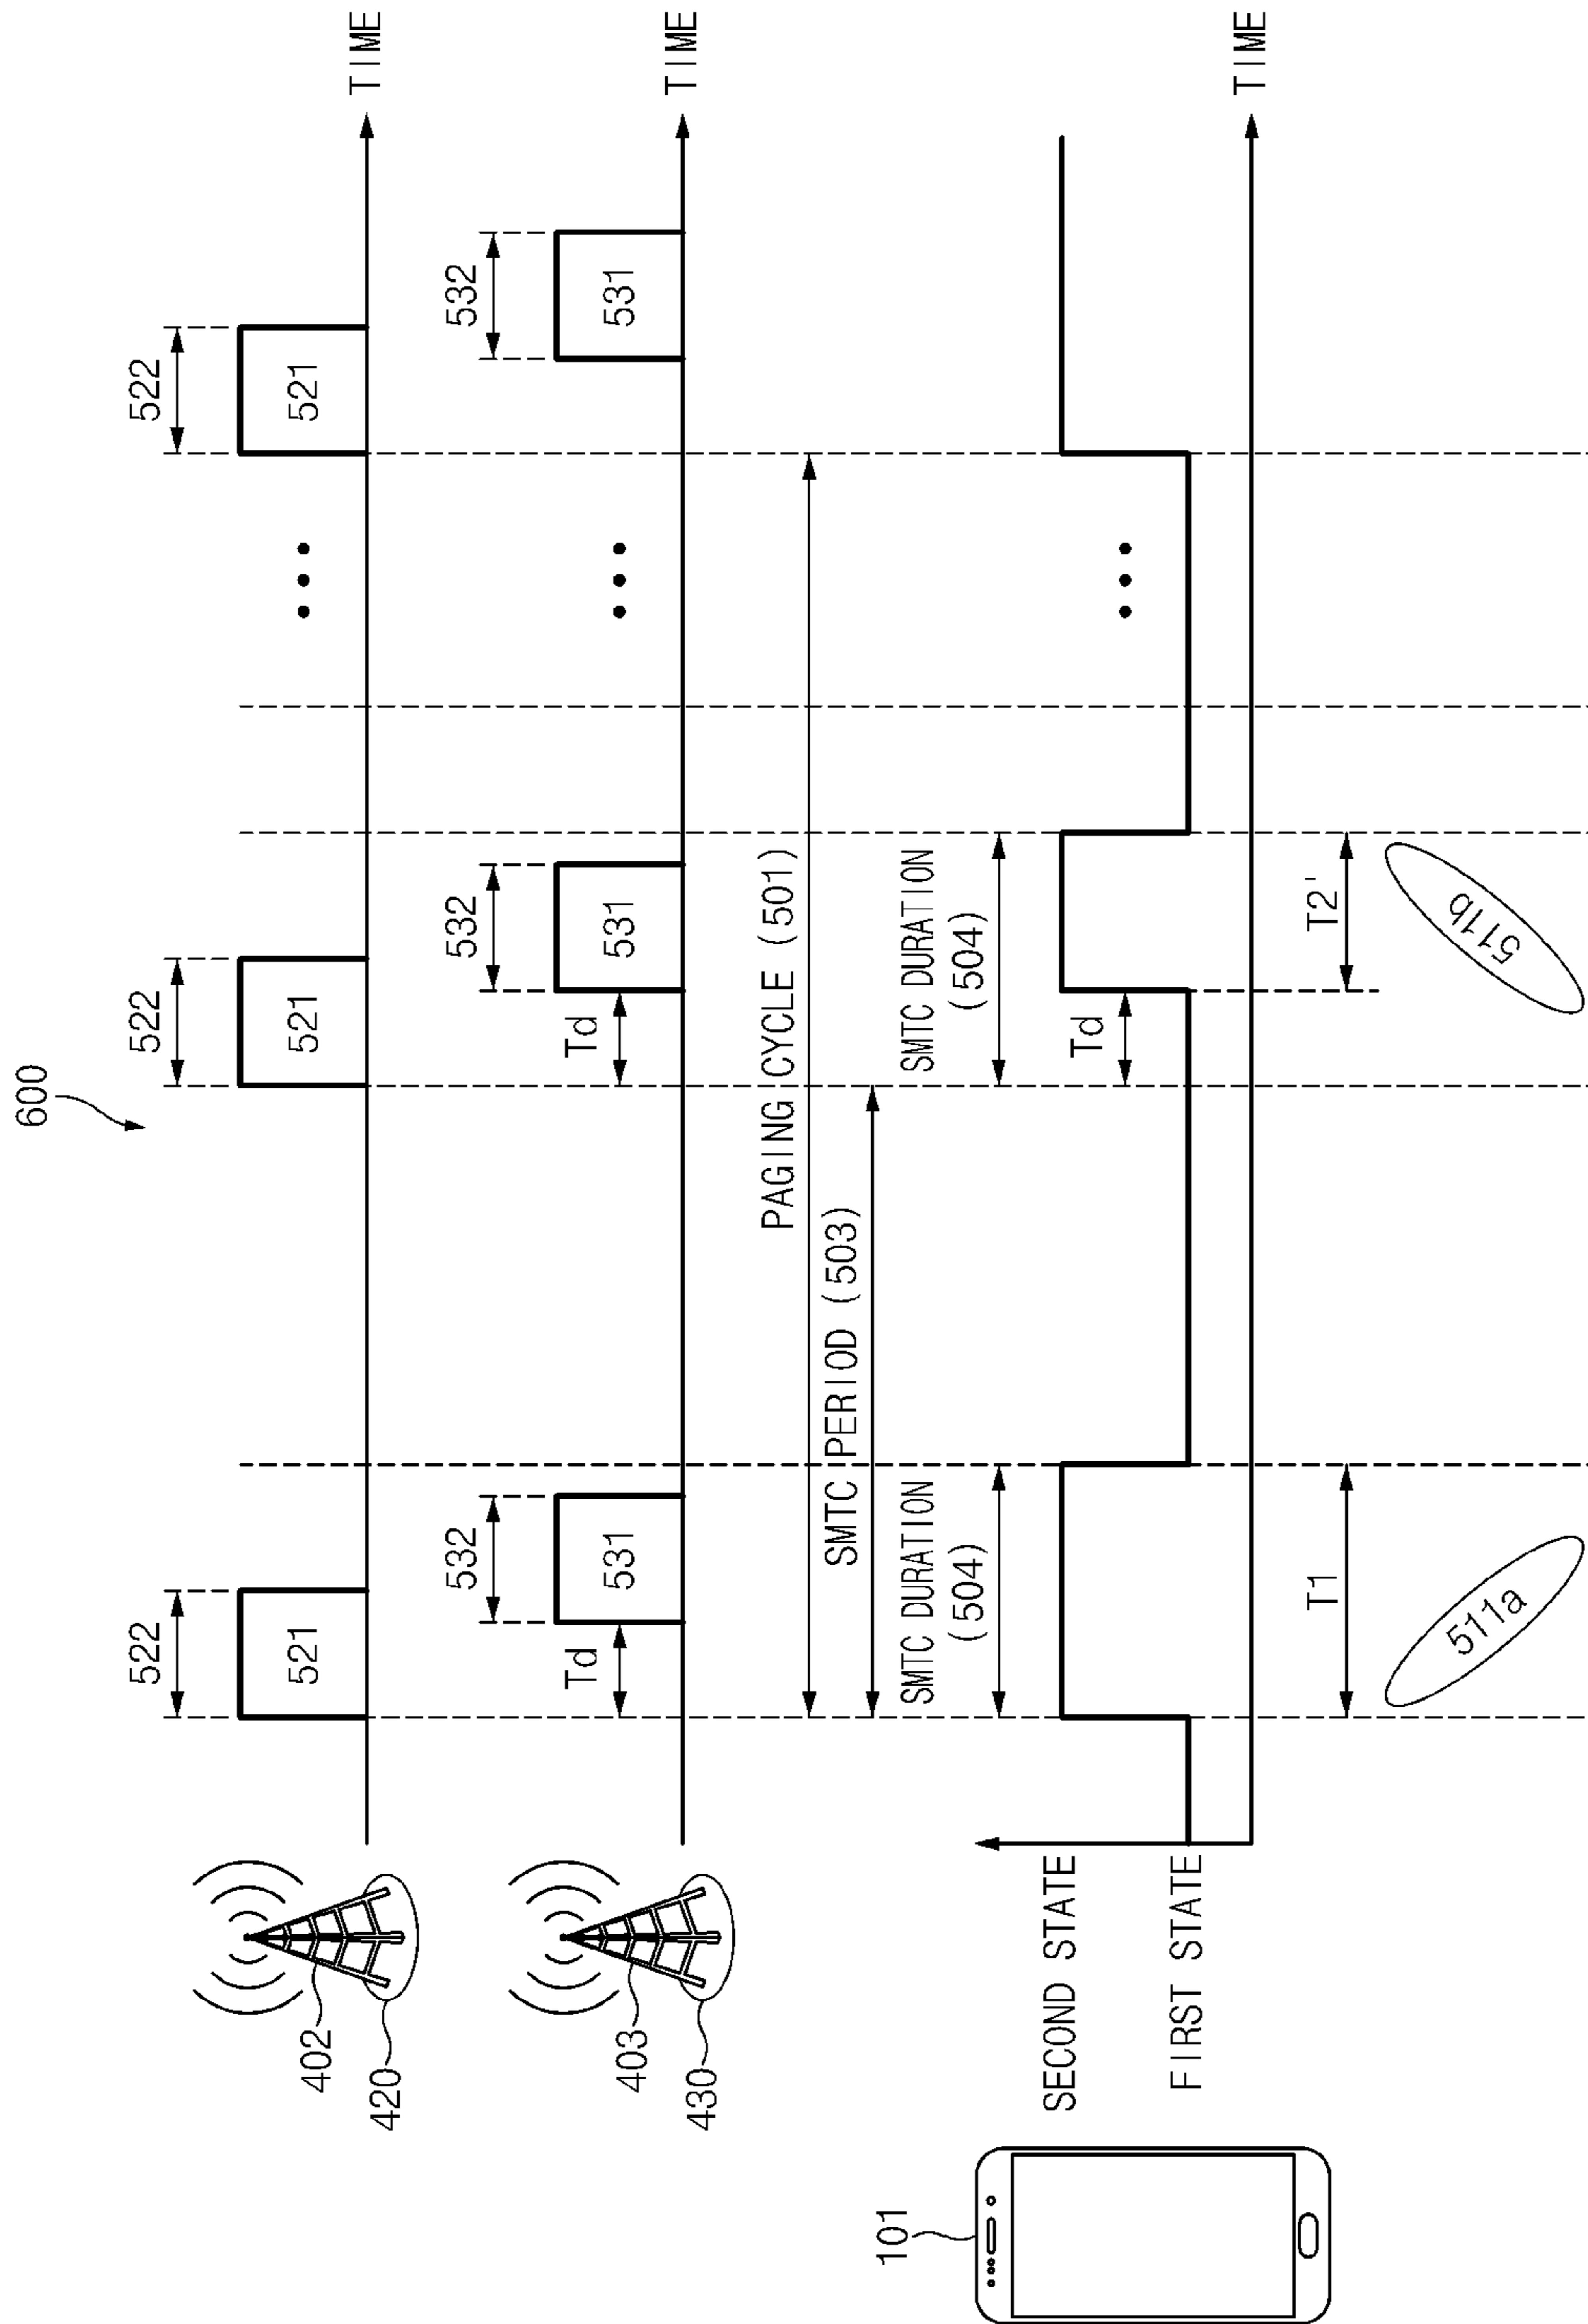 600
522
522
522
521
521
521
TIME
402
420
532
532
532
Td
531
Td
531
531
TIME
403
430
PAGING CYCLE (501)
SMTC PERIOD (503)
SMTC DURATION
(504)
SMTC DURATION
(504)
101
SECOND STATE
FIRST STATE
Td
TIME
T1
T2'
511a
511b